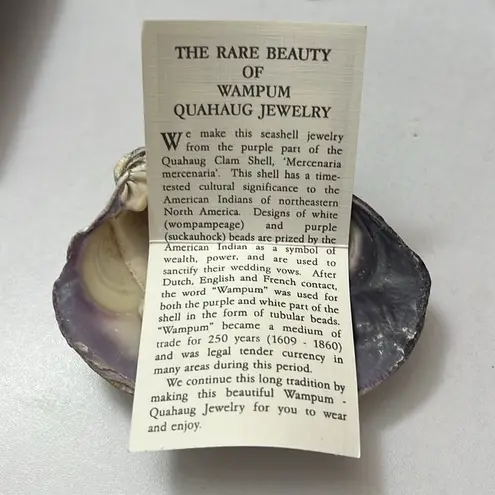 THE RARE BEAUTY
OF
WAMPUM
QUAHAUG JEWELRY
We make this seashell jewelry
from the purple part of the
Quahaug Clam Shell, 'Mercenaria
mercenaria'. This shell has a time-
tested cultural significance to the
American Indians of northeastern
North America. Designs of white
(wompampeage) and purple
(suckauhock) beads are prized by the
American Indian as a symbol of
wealth, power, and are used to
sanctify their wedding vows. After
Dutch, English and French contact,
the word "Wampum" was used for
both the purple and white part of the
shell in the form of tubular beads.
"Wampum" became a medium of
trade for 250 years (1609 - 1860)
and was legal tender currency in
many areas during this period.
We continue this long tradition by
making this beautiful Wampum -
Quahaug Jewelry for you to wear
and enjoy.